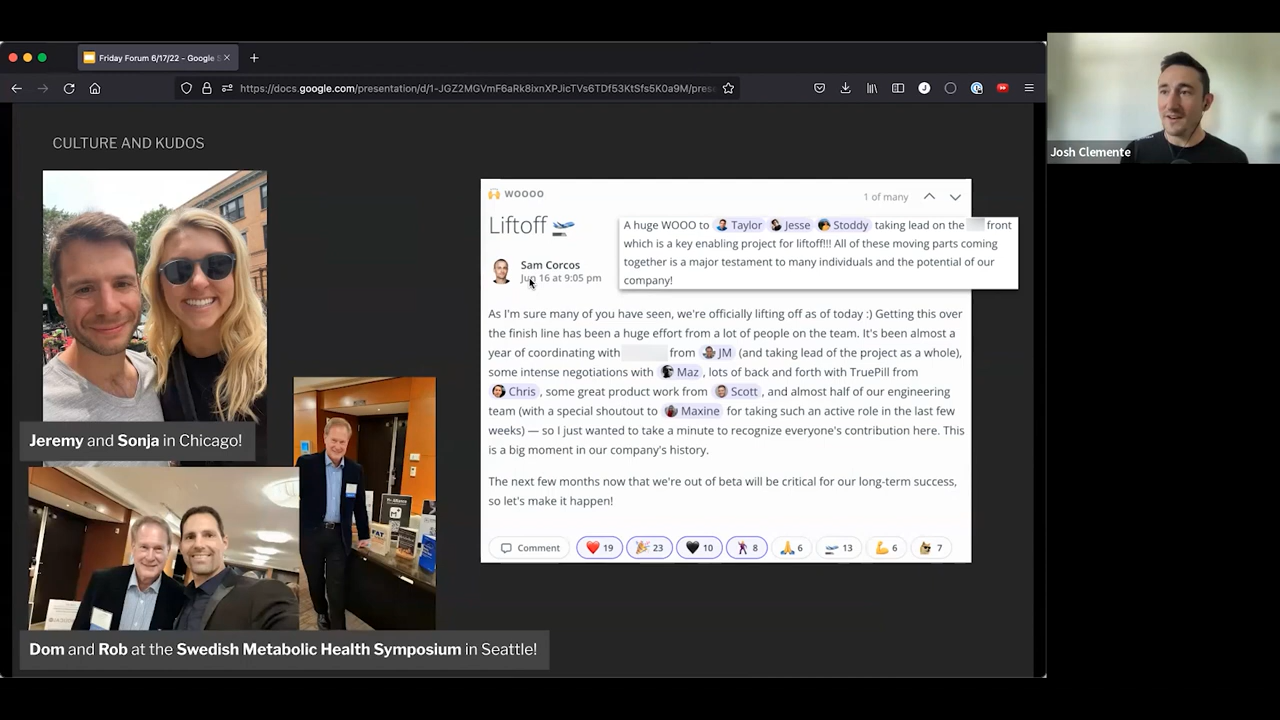 Friday Forum 6/17/22 - Google S
https://docs.google.com/presentation/d/1-JGZ2MGVmF6aRk8ixnXPJicTVs6TDf53KtSfs5K0a9M/pres
CULTURE AND KUDOS
Jeremy and Sonja in Chicago!
Dom and Rob at the Swedish Metabolic Health Symposium in Seattle!
WOOOO
1 of many
Liftoff
Sam Corcos
Jun 16 at 9:05 pm
A huge WOOO to Taylor Jesse Stoddy taking lead on the front
which is a key enabling project for liftoff!!! All of these moving parts coming
together is a major testament to many individuals and the potential of our
company!
As I'm sure many of you have seen, we're officially lifting off as of today :) Getting this over
the finish line has been a huge effort from a lot of people on the team. It's been almost a
year of coordinating with from JM (and taking lead of the project as a whole),
some intense negotiations with Maz, lots of back and forth with TruePill from
Chris, some great product work from Scott, and almost half of our engineering
team (with a special shoutout to Maxine for taking such an active role in the last few
weeks) — so I just wanted to take a minute to recognize everyone's contribution here. This
is a big moment in our company's history.
The next few months now that we're out of beta will be critical for our long-term success,
so let's make it happen!
Comment 19 23 10 8 6 13 6 7
Josh Clemente